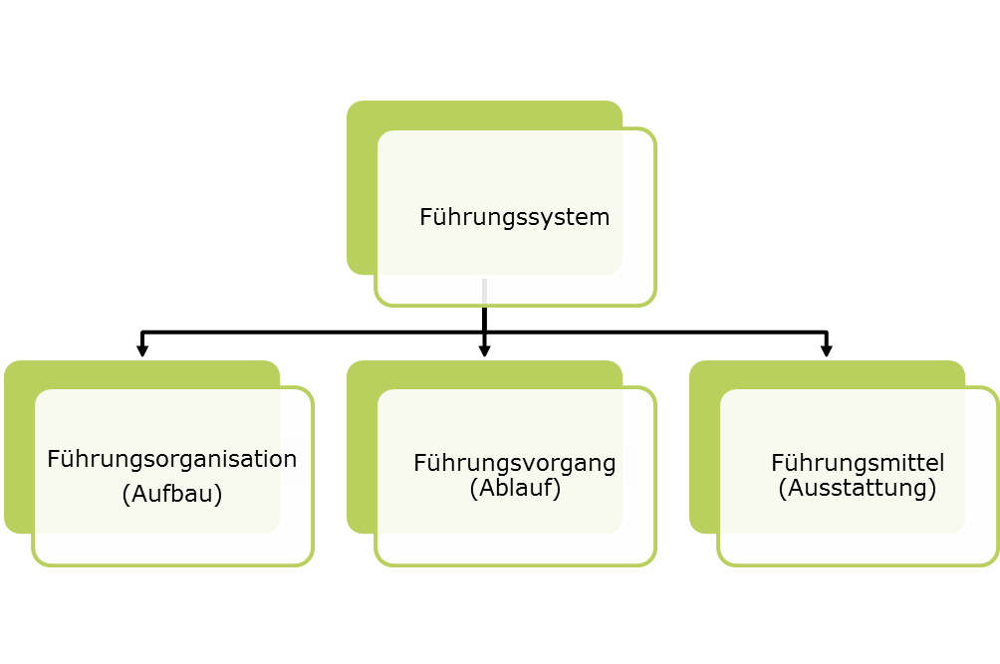 Führungssystem
Führungsorganisation
(Aufbau)
Führungsvorgang
(Ablauf)
Führungsmittel
(Ausstattung)